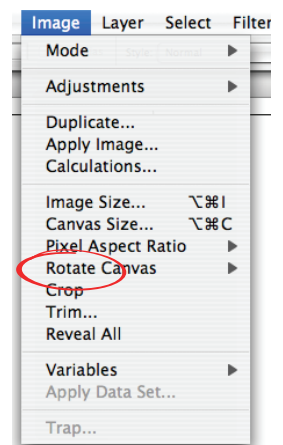 Image Layer Select Filter
Mode
Adjustments
Duplicate...
Apply Image...
Calculations...
Image Size... ⌥⌘I
Canvas Size... ⌥⌘C
Pixel Aspect Ratio
Rotate Canvas
Crop
Trim...
Reveal All
Variables
Apply Data Set...
Trap...